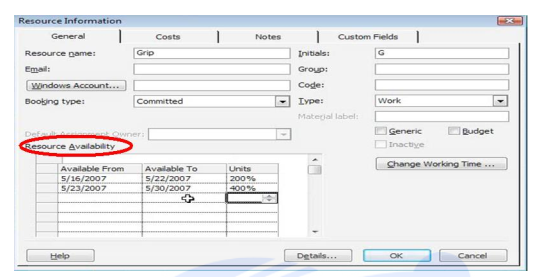 Resource Information
General Costs Notes Custom Fields
Resource name: Grip Initials: G
Email: Group:
Windows Account... Code:
Booking type: Committed Type: Work
Material label:
Default Assignment Owner: Generic Budget
Resource Availability Inactive
Change Working Time ...
Available From Available To Units
5/16/2007 5/22/2007 200%
5/23/2007 5/30/2007 400%
Help Details... OK Cancel